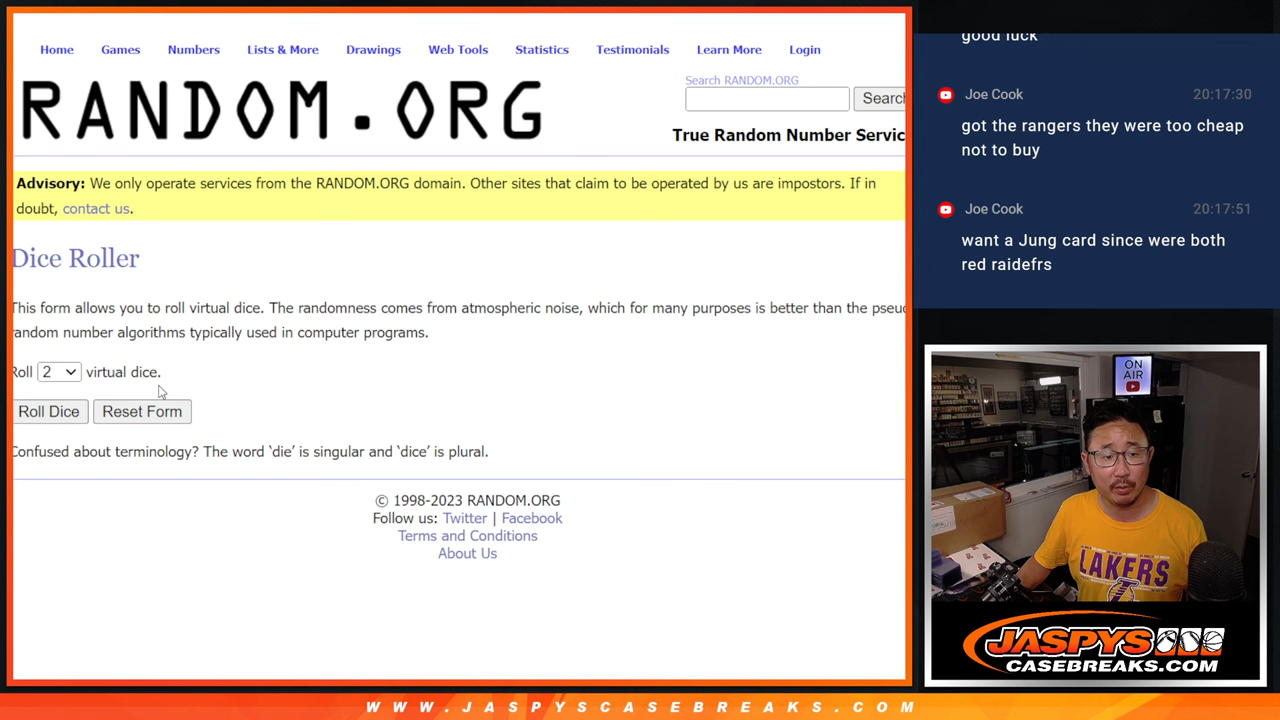 Home Games Numbers Lists & More Drawings Web Tools Statistics Testimonials Learn More Login
RANDOM.ORG
Search RANDOM.ORG
Search
True Random Number Servic
Advisory: We only operate services from the RANDOM.ORG domain. Other sites that claim to be operated by us are impostors. If in
doubt, contact us.
Dice Roller
This form allows you to roll virtual dice. The randomness comes from atmospheric noise, which for many purposes is better than the pseudo
random number algorithms typically used in computer programs.
Roll 2 virtual dice.
Roll Dice Reset Form
Confused about terminology? The word ‘die’ is singular and ‘dice’ is plural.
© 1998-2023 RANDOM.ORG
Follow us: Twitter | Facebook
Terms and Conditions
About Us
good luck
Joe Cook 20:17:30
got the rangers they were too cheap
not to buy
Joe Cook 20:17:51
want a Jung card since were both
red raidefrs
ON
AIR
LAKERS
JASPYS
CASEBREAKS.COM
WWW.JASPYSCASEBREAKS.COM